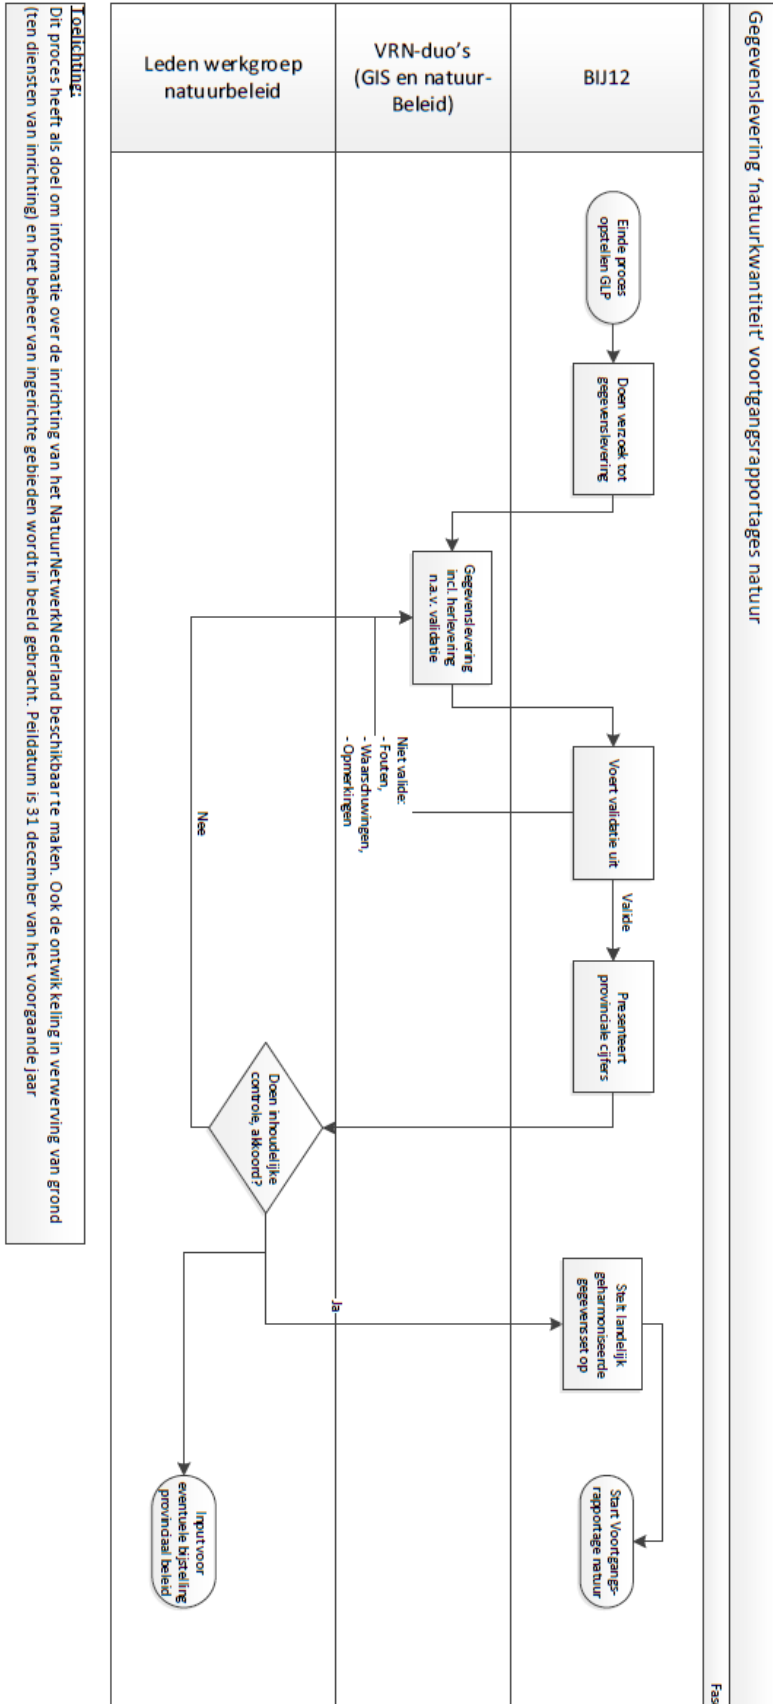 Gegevenslevering ‘natuurkwantiteit’ voortgangsrapportages natuur
Fas
BIJ12
VRN-duo’s
(GIS en natuur-
Beleid)
Leden werkgroep
natuurbeleid
Einde proces
opstellen GLP
Doen verzoek tot
gegevenslevering
Gegevenslevering
incl. herlevering
n.a.v. validatie
Voert validatie uit
Valide
Niet valide:
- Fouten,
- Waarschuwingen,
- Opmerkingen
Presenteert
provinciale cijfers
Doen inhoudelijke
controle, akkoord?
Nee
Ja
Stelt landelijk
geharmoniseerde
gegevensset op
Start Voortgangs-
rapportage natuur
Input voor
eventuele bijstelling
provinciaal beleid
Toelichting:
Dit proces heeft als doel om informatie over de inrichting van het NatuurNetwerkNederland beschikbaar te maken. Ook de ontwikkeling in verwerving van grond
(ten diensten van inrichting) en het beheer van ingerichte gebieden wordt in beeld gebracht. Peildatum is 31 december van het voorgaande jaar